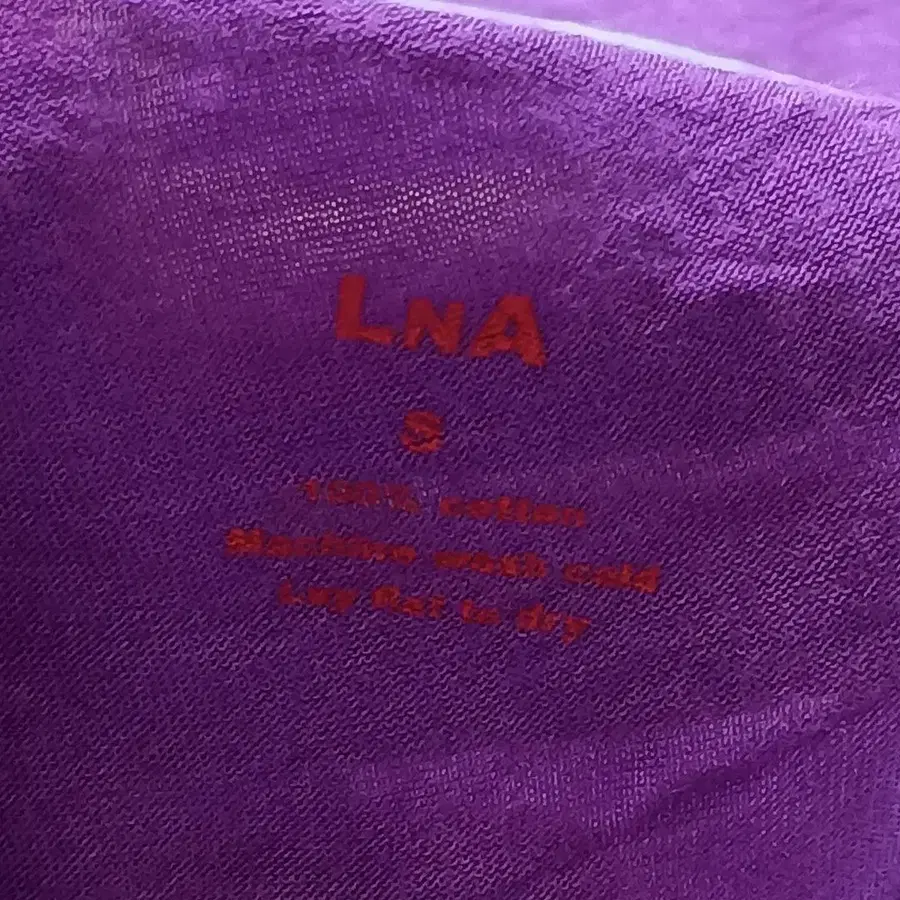 LNA
S
100% cotton
Machine wash cold
Lay flat to dry